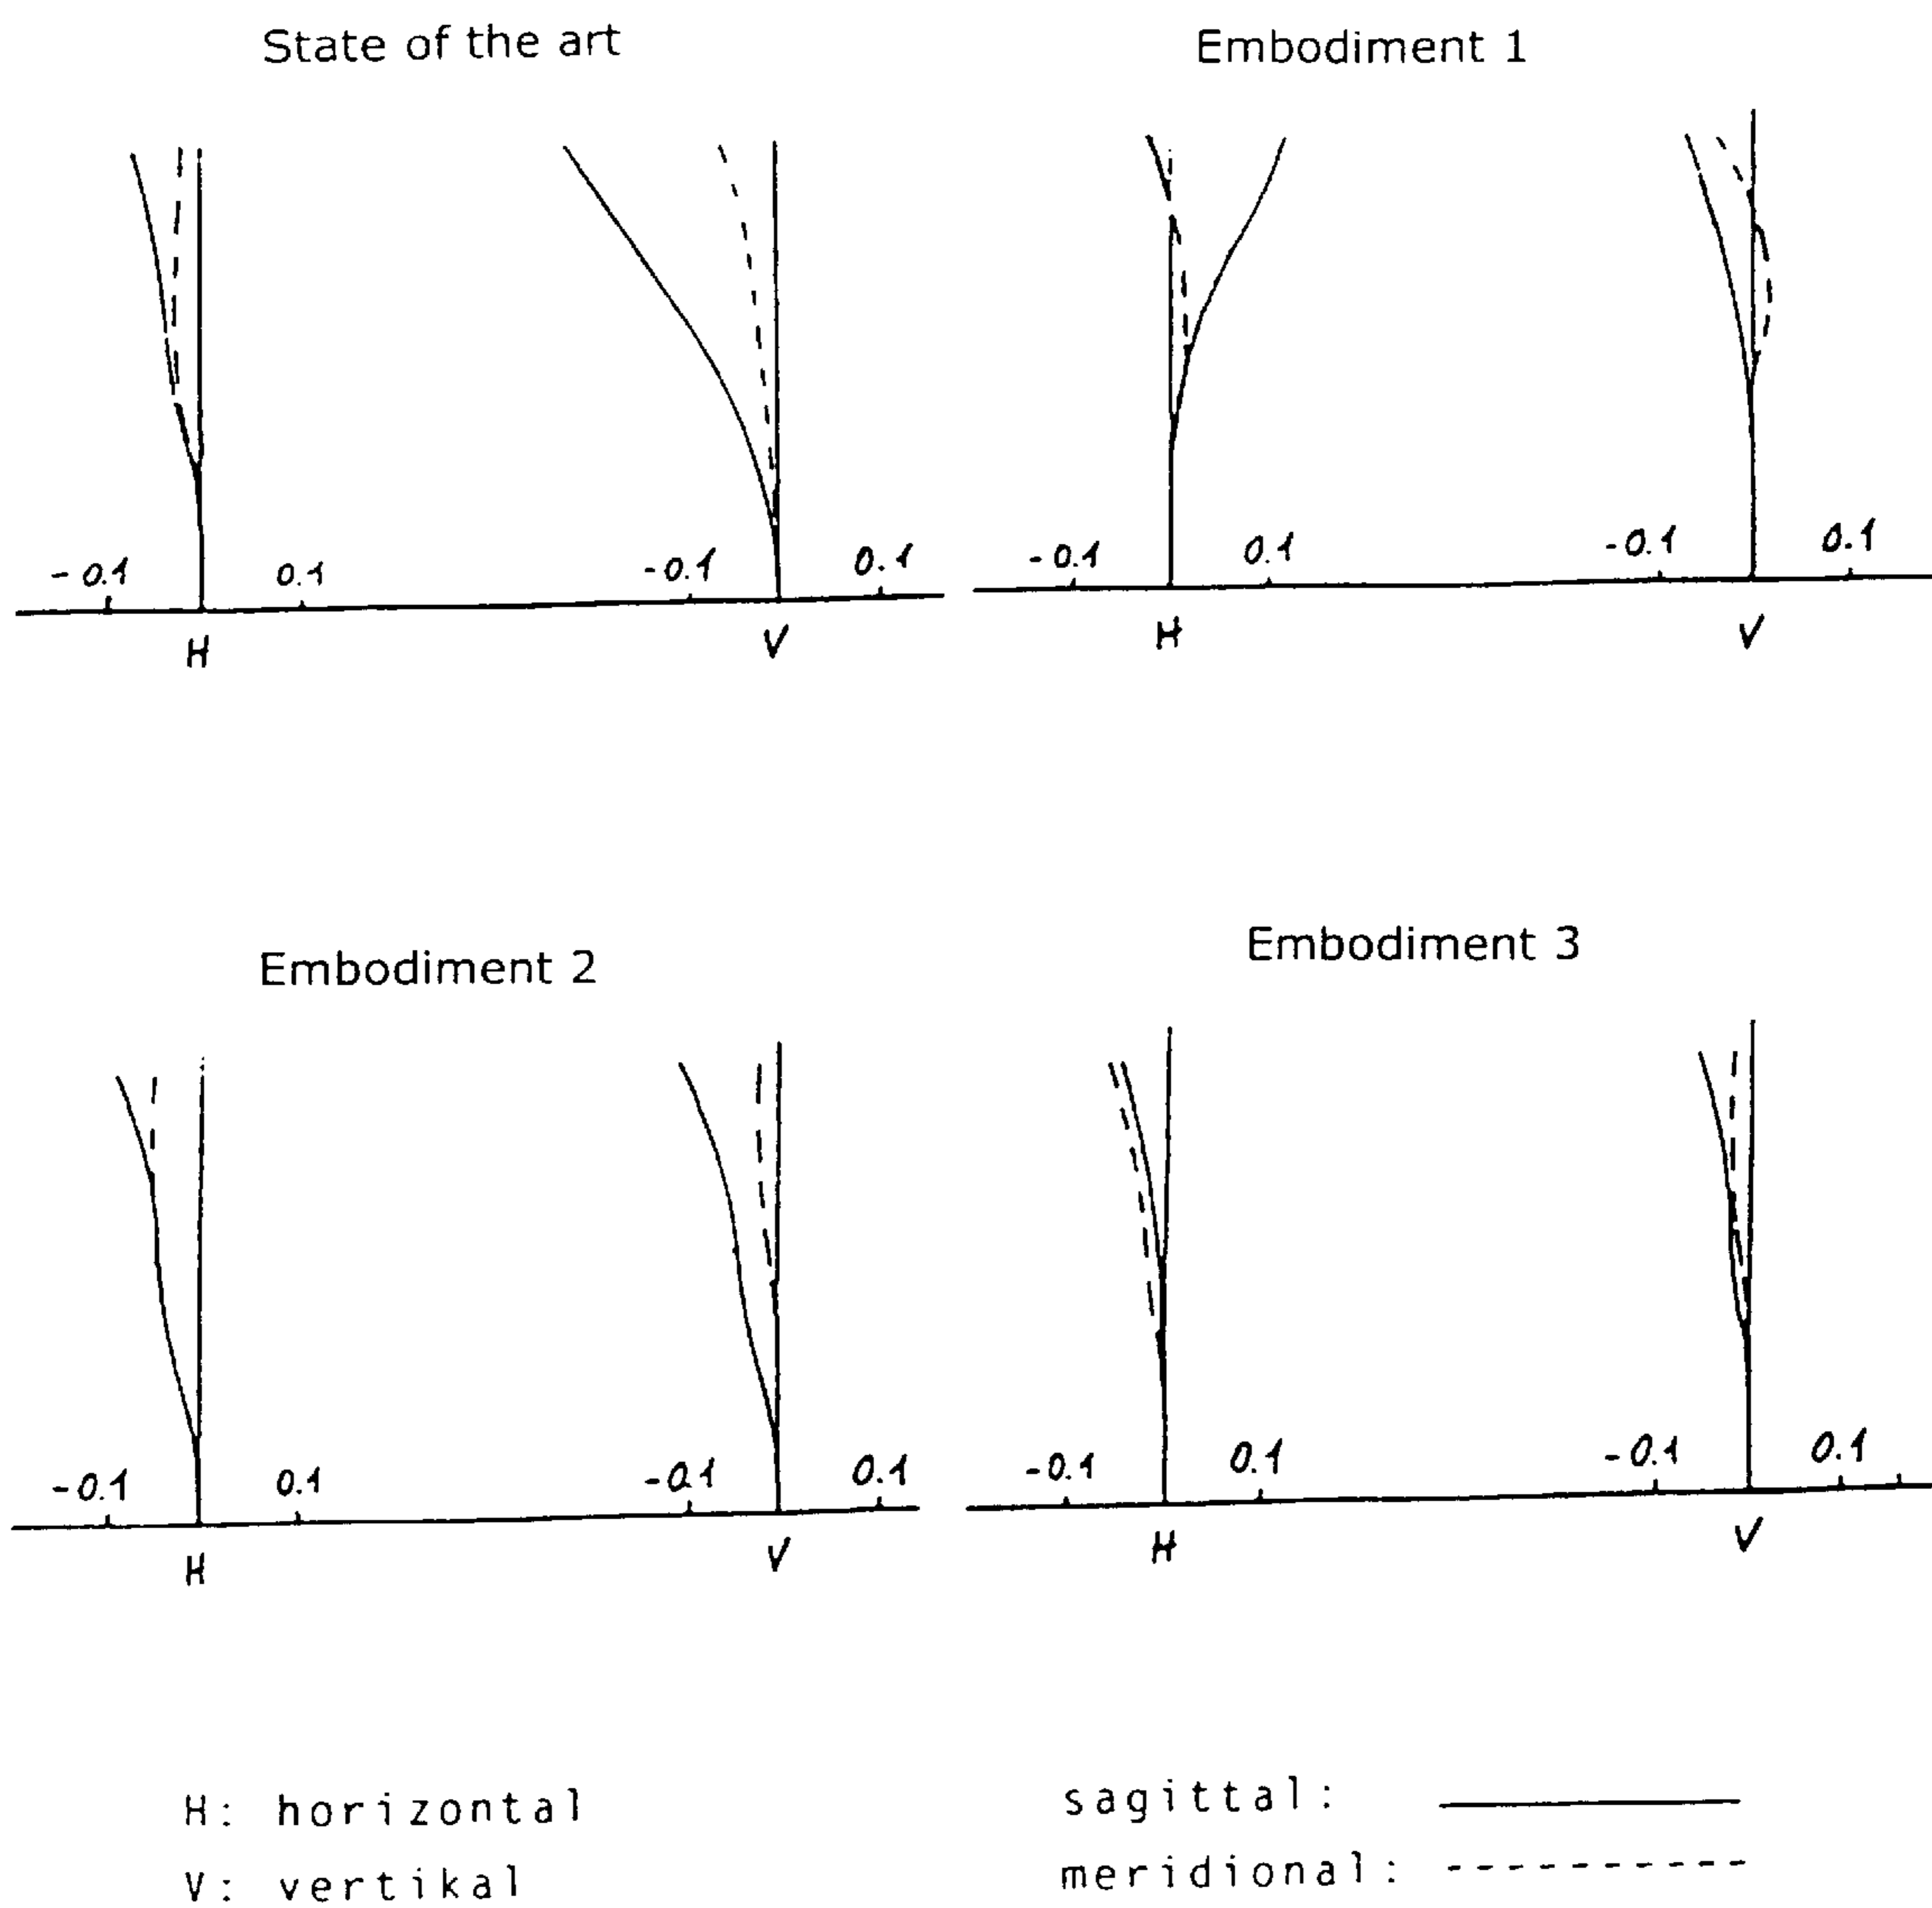 State of the art
Embodiment 1
-0.1 0.1 -0.1 0.1
H V
-0.1 0.1 -0.1 0.1
H V
Embodiment 2
Embodiment 3
-0.1 0.1 -0.1 0.1
H V
-0.1 0.1 -0.1 0.1
H V
H: horizontal
V: vertikal
sagittal:
meridional: